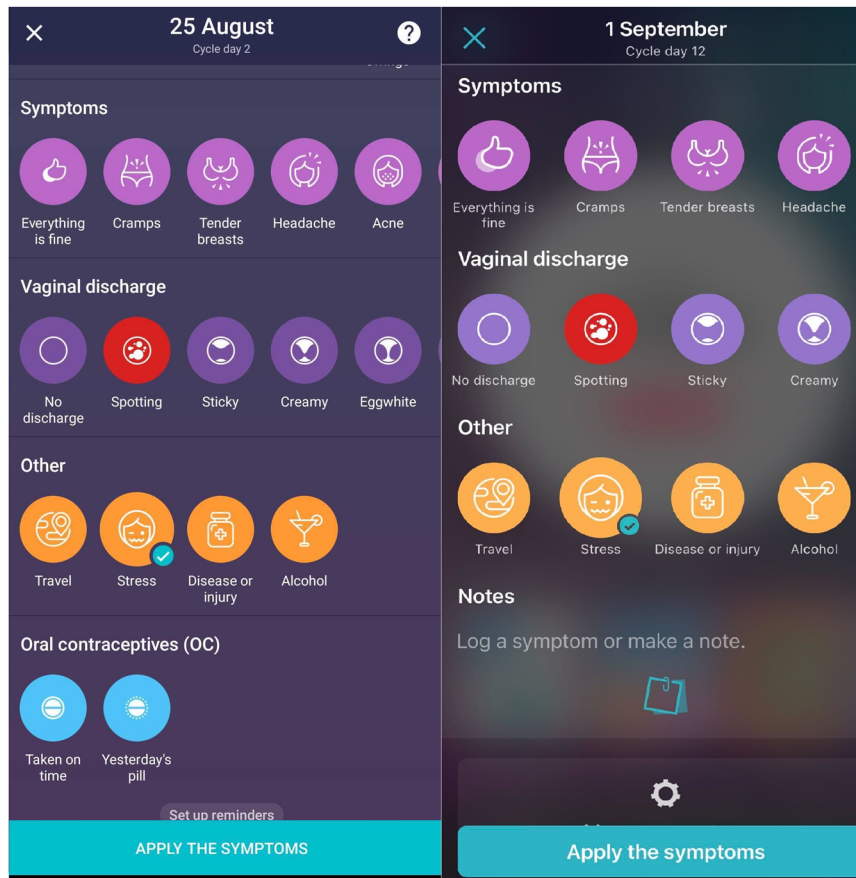 25 August
Cycle day 2
Symptoms
Everything
is fine
Cramps
Tender
breasts
Headache
Acne
Vaginal discharge
No
discharge
Spotting
Sticky
Creamy
Eggwhite
Other
Travel
Stress
Disease or
injury
Alcohol
Oral contraceptives (OC)
Taken on
time
Yesterday's
pill
Set up reminders
APPLY THE SYMPTOMS
1 September
Cycle day 12
Symptoms
Everything is
fine
Cramps
Tender breasts
Headache
Vaginal discharge
No discharge
Spotting
Sticky
Creamy
Other
Travel
Stress
Disease or injury
Alcohol
Notes
Log a symptom or make a note.
Apply the symptoms